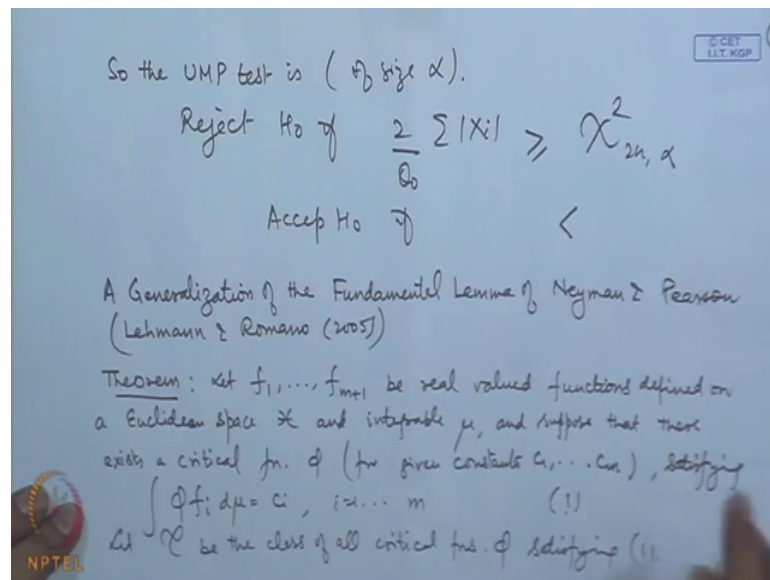 © CET
I.I.T. KGP
So the UMP test is ( of size α).
Reject H₀ if 2/θ₀ Σ |Xi| ≥ χ²₂ₙ, α
Accep H₀ if <
A Generalization of the Fundamental Lemma of Neyman & Pearson
(Lehmann & Romano (2005))
Theorem : Let f₁, ..., fₘ₊₁ be real valued functions defined on
a Euclidean space 𝒳 and integrable μ, and suppose that there
exists a critical fn. φ (for given constants c₁, ... cₘ), satisfying
∫ φ fi dμ = ci, i=1... m (1)
Let 𝒞 be the class of all critical fns. φ satisfying (1).
NPTEL